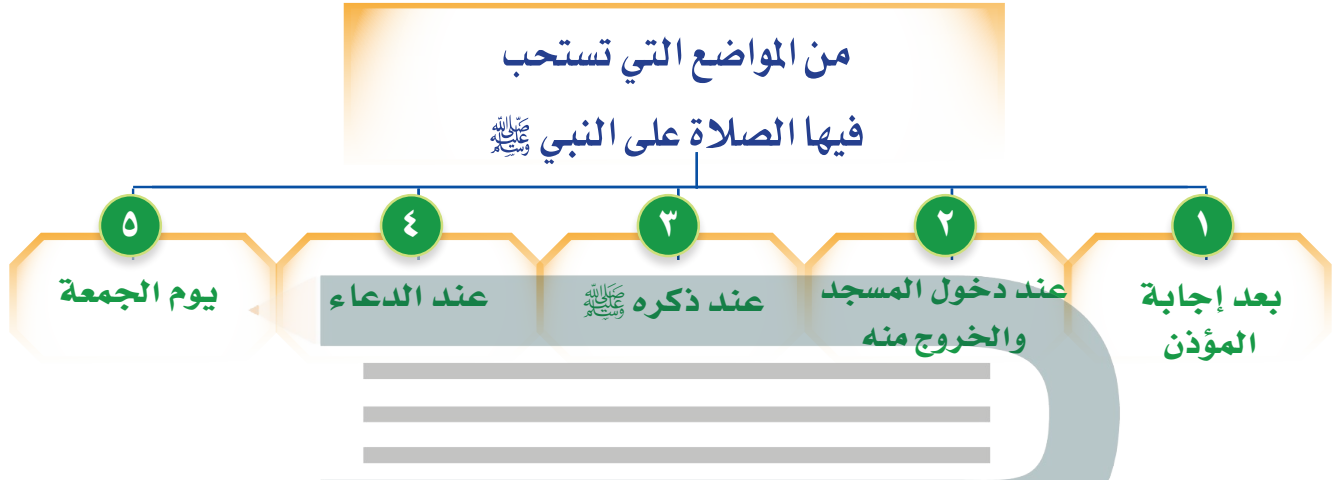 من المواضع التي تستحب
فيها الصلاة على النبي ﷺ
١
بعد إجابة
المؤذن
٢
عند دخول المسجد
والخروج منه
٣
عند ذكره ﷺ
٤
عند الدعاء
٥
يوم الجمعة